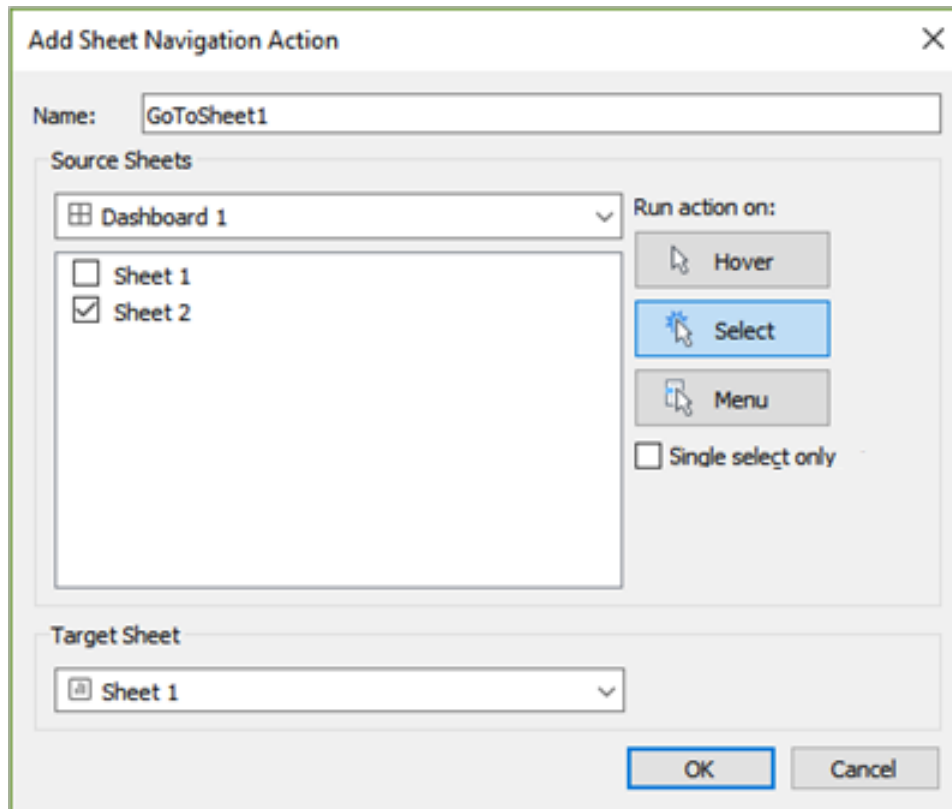 Add Sheet Navigation Action
Name: GoToSheet1
Source Sheets
Dashboard 1
Run action on:
Sheet 1
Sheet 2
Hover
Select
Menu
Single select only
Target Sheet
Sheet 1
OK Cancel